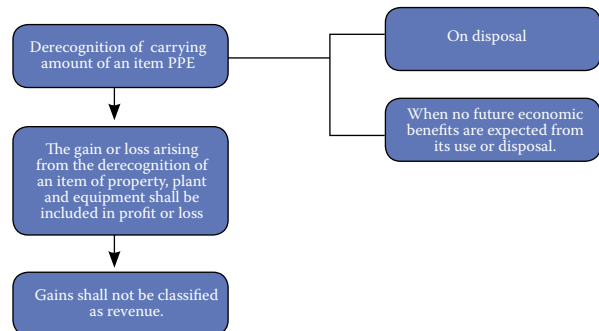 Derecognition of carrying
amount of an item PPE
On disposal
When no future economic
benefits are expected from
its use or disposal.
The gain or loss arising
from the derecognition of
an item of property, plant
and equipment shall be
included in profit or loss
Gains shall not be classified
as revenue.